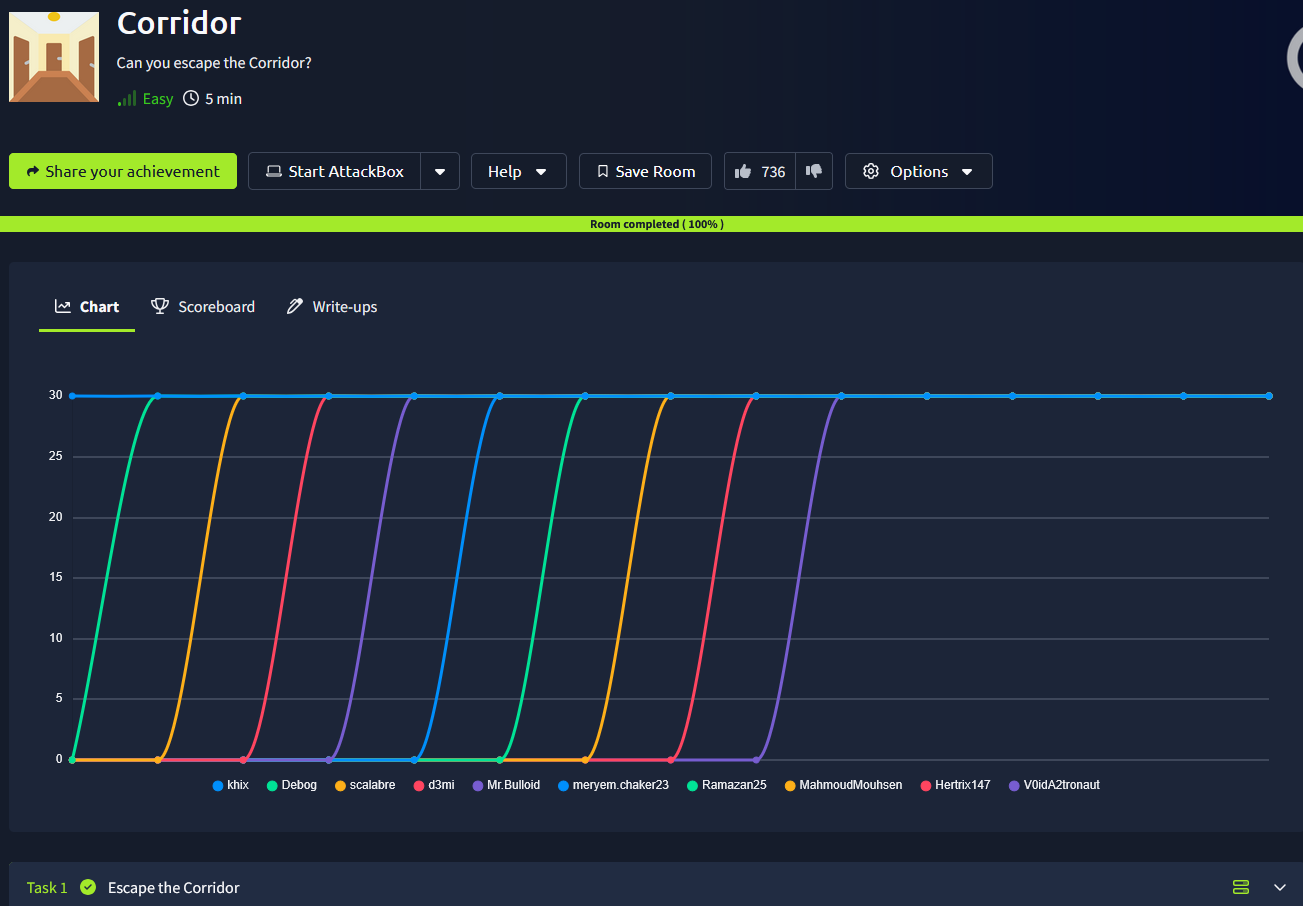 Corridor
Can you escape the Corridor?
Easy 5 min
Share your achievement Start AttackBox Help Save Room 736 Options
Room completed ( 100% )
Chart Scoreboard Write-ups
30
25
20
15
10
5
0
khix Debog scalabre d3mi Mr.Bulloid meryem.chaker23 Ramazan25 MahmoudMouhsen Hertrix147 V0idA2tronaut
Task 1 Escape the Corridor